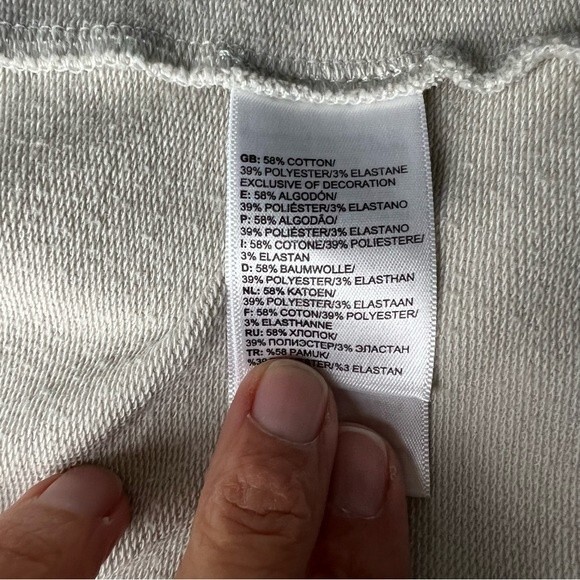 GB: 58% COTTON/
39% POLYESTER/3% ELASTANE
EXCLUSIVE OF DECORATION
E: 58% ALGODÓN/
39% POLIÉSTER/3% ELASTANO
P: 58% ALGODÃO/
39% POLIÉSTER/3% ELASTANO
I: 58% COTONE/39% POLIESTERE/
3% ELASTAN
D: 58% BAUMWOLLE/
39% POLYESTER/3% ELASTHAN
NL: 58% KATOEN/
39% POLYESTER/3% ELASTAAN
F: 58% COTON/39% POLYESTER/
3% ELASTHANNE
RU: 58% ХЛОПОК/
39% ПОЛИЭСТЕР/3% ЭЛАСТАН
TR: %58 PAMUK/
%3 ELASTAN